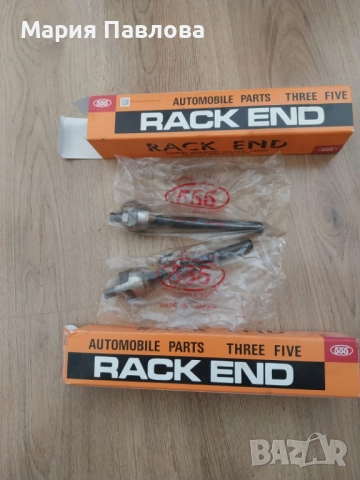 Мария Павлова
555
AUTOMOBILE PARTS THREE FIVE
RACK END
RACK END
555
555
555
AUTOMOBILE PARTS THREE FIVE
555
RACK END
BAZAR